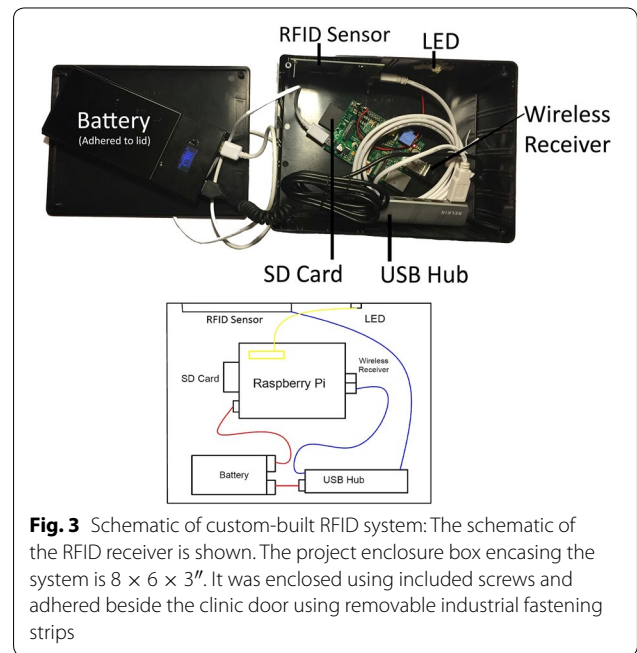 RFID Sensor
LED
Battery
(Adhered to lid)
Wireless
Receiver
BELKIN
SD Card
USB Hub
RFID Sensor
LED
Wireless
Receiver
SD Card
Raspberry Pi
Battery
USB Hub
Fig. 3 Schematic of custom-built RFID system: The schematic of
the RFID receiver is shown. The project enclosure box encasing the
system is 8 × 6 × 3″. It was enclosed using included screws and
adhered beside the clinic door using removable industrial fastening
strips